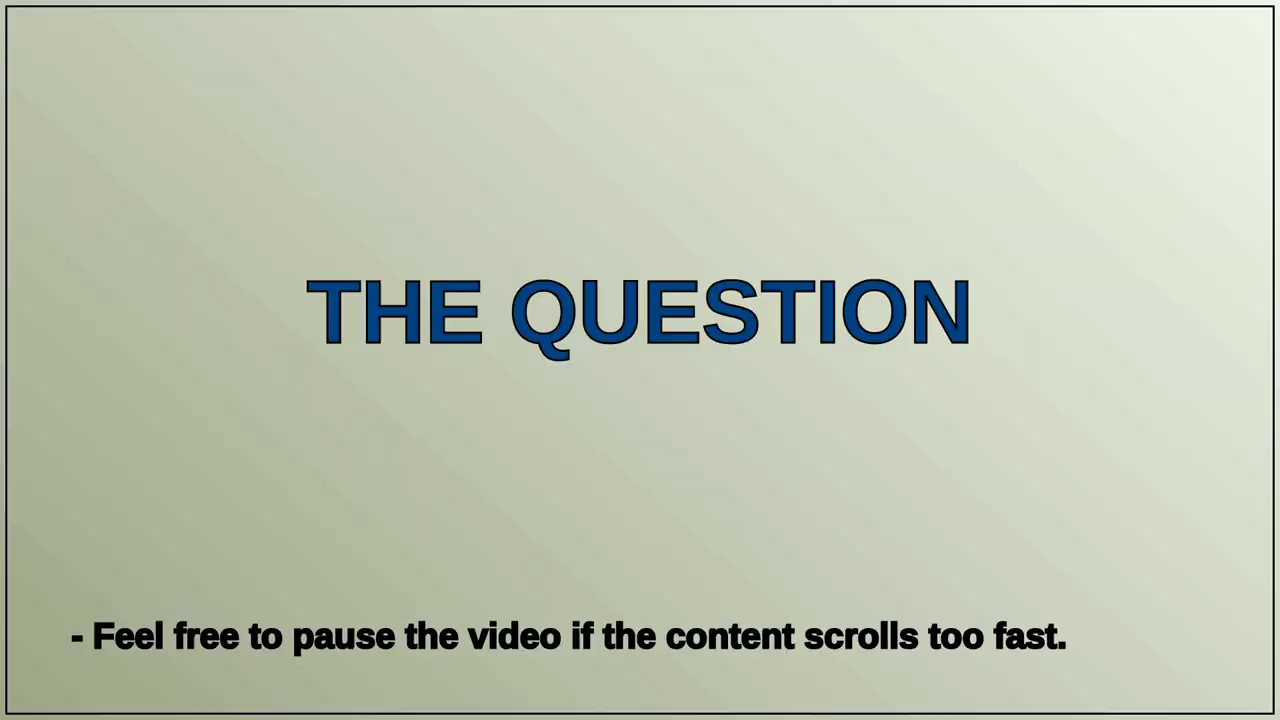 THE QUESTION
- Feel free to pause the video if the content scrolls too fast.